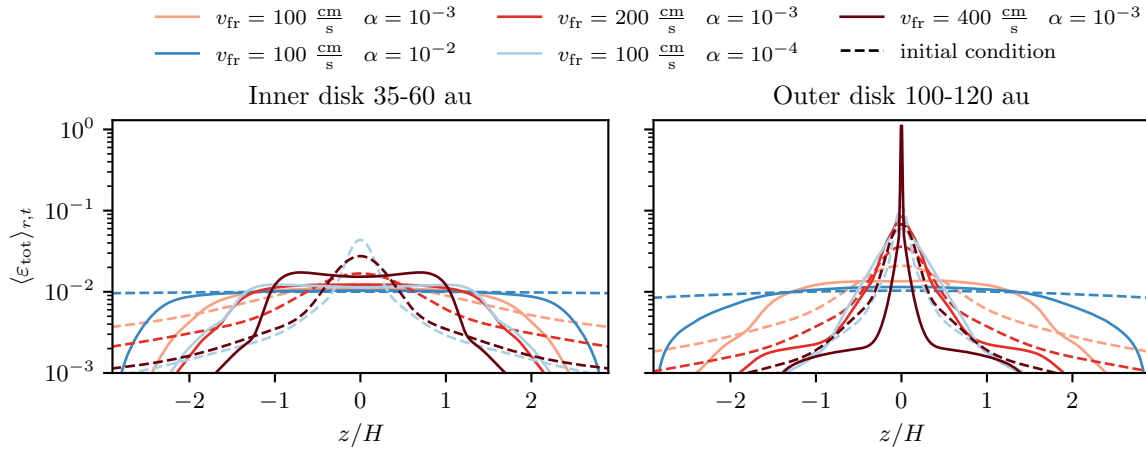 v_fr = 100 cm/s α = 10^−3 v_fr = 200 cm/s α = 10^−3 v_fr = 400 cm/s α = 10^−3
v_fr = 100 cm/s α = 10^−2 v_fr = 100 cm/s α = 10^−4 initial condition
Inner disk 35-60 au Outer disk 100-120 au
10^0
10^−1
10^−2
10^−3
⟨ε_tot⟩_r,t
−2 −1 0 1 2 −2 −1 0 1 2
z/H z/H